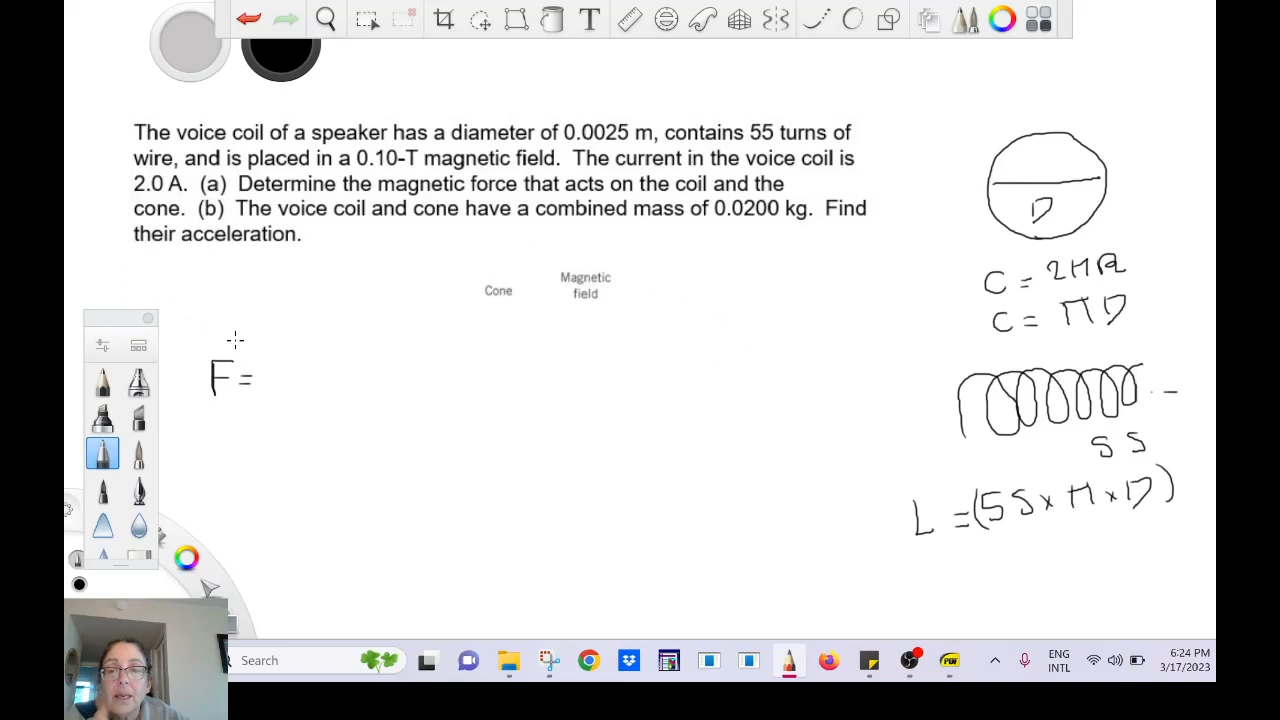 The voice coil of a speaker has a diameter of 0.0025 m, contains 55 turns of
wire, and is placed in a 0.10-T magnetic field. The current in the voice coil is
2.0 A. (a) Determine the magnetic force that acts on the coil and the
cone. (b) The voice coil and cone have a combined mass of 0.0200 kg. Find
their acceleration.
Cone
Magnetic
field
F =
D
C = 2πR
C = πD
55
L = (55 x π x D)
Search
ENG
INTL
6:24 PM
3/17/2023
PDF